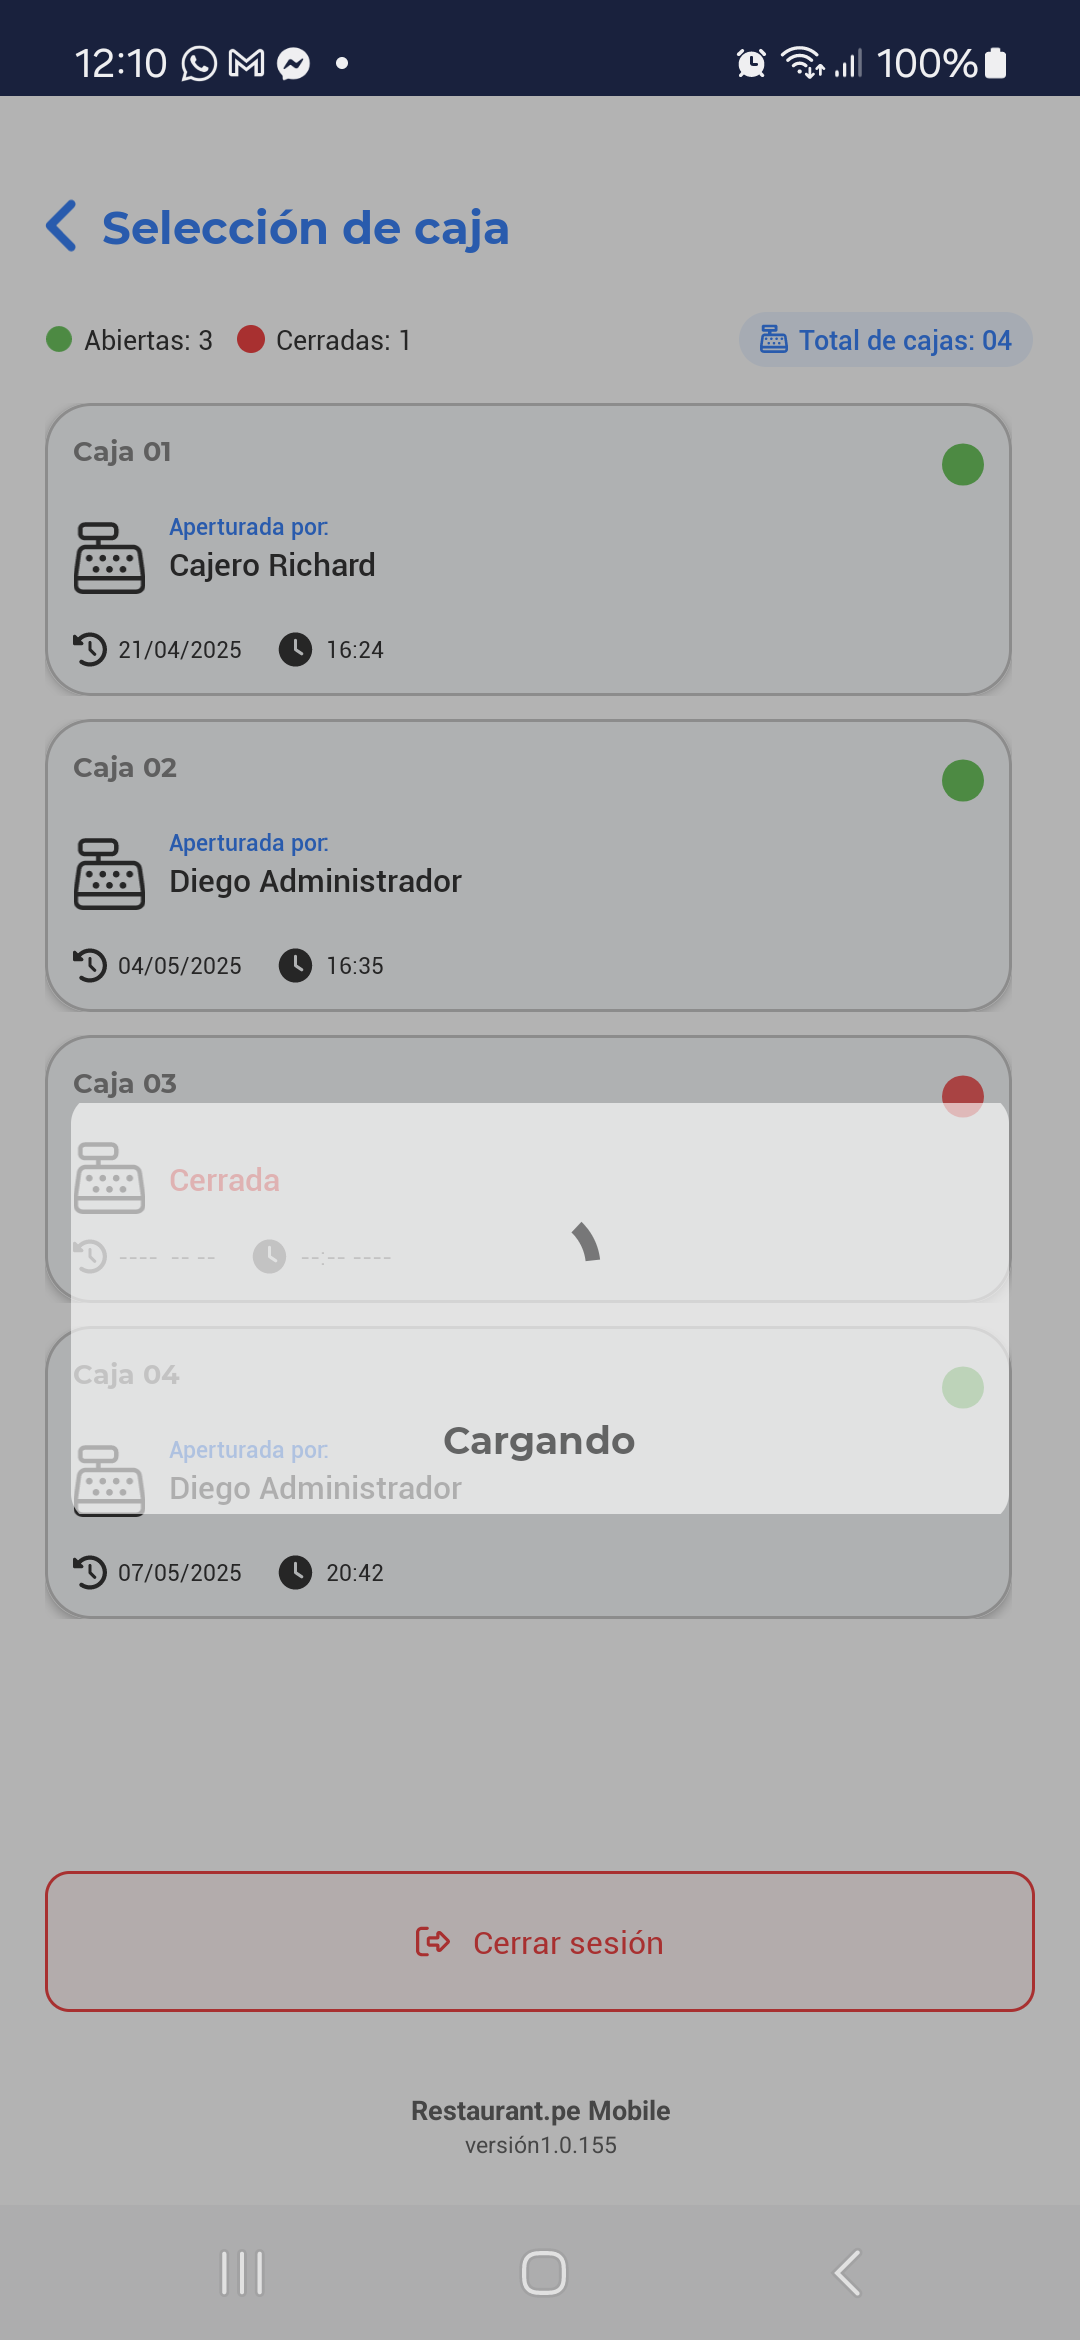 12:10 100%
Selección de caja
Abiertas: 3 Cerradas: 1 Total de cajas: 04
Caja 01
Aperturada por:
Cajero Richard
21/04/2025 16:24
Caja 02
Aperturada por:
Diego Administrador
04/05/2025 16:35
Caja 03
Cerrada
---- -- -- --:-- ----
Caja 04
Cargando
Aperturada por:
Diego Administrador
07/05/2025 20:42
Cerrar sesión
Restaurant.pe Mobile
versión1.0.155